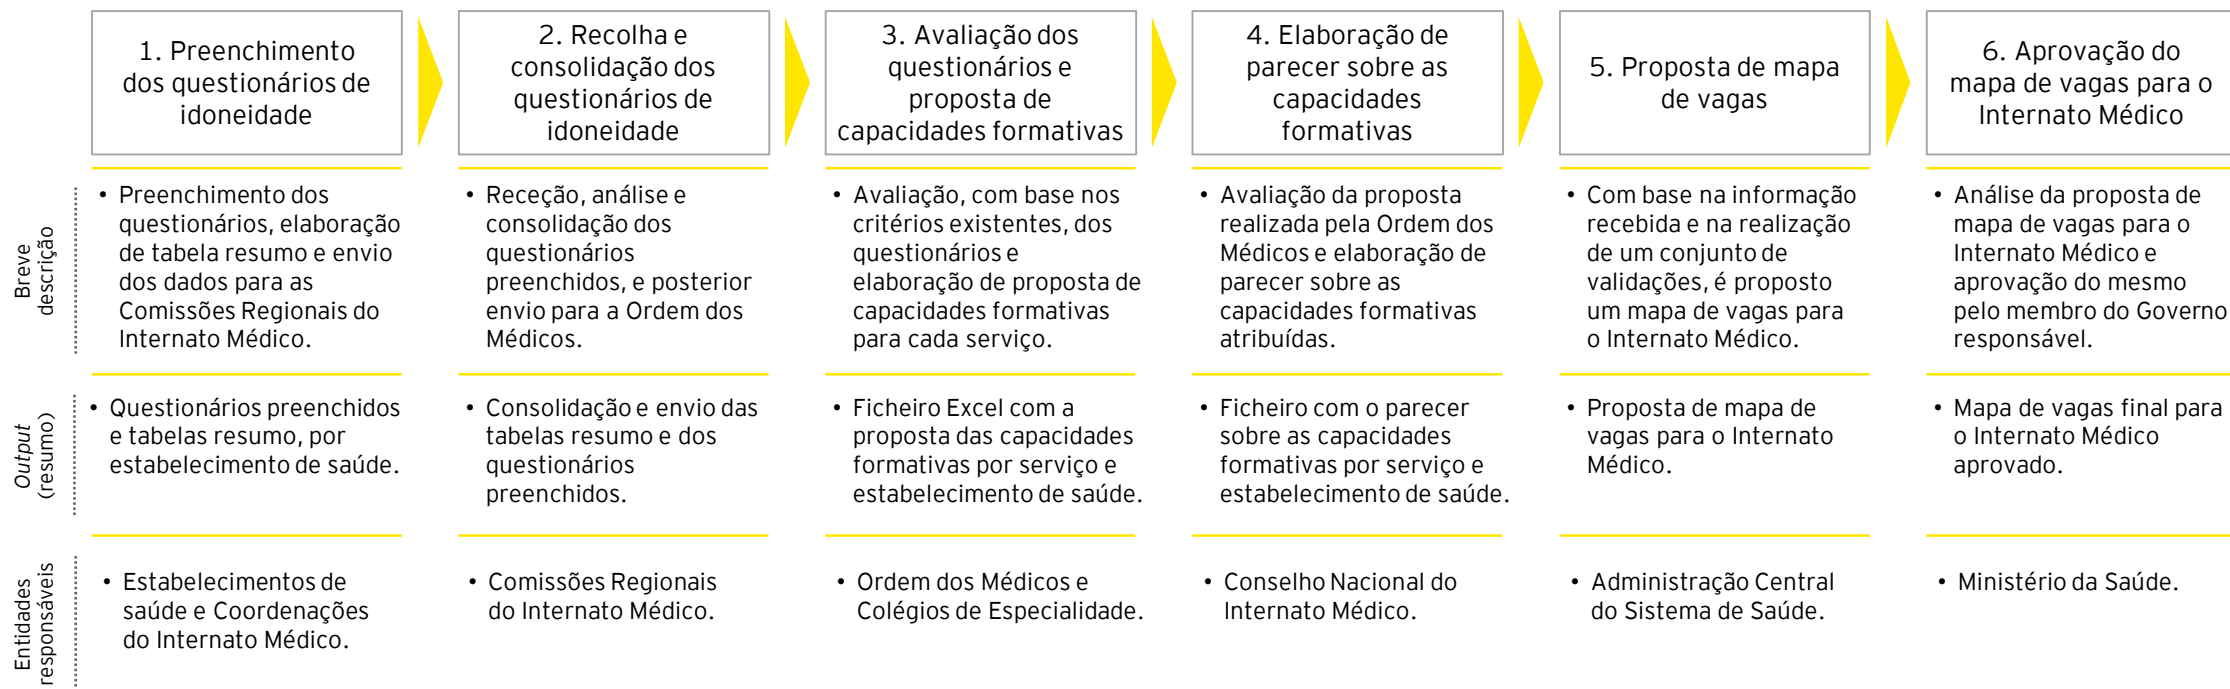 1. Preenchimento
dos questionários de
idoneidade
2. Recolha e
consolidação dos
questionários de
idoneidade
3. Avaliação dos
questionários e
proposta de
capacidades formativas
4. Elaboração de
parecer sobre as
capacidades
formativas
5. Proposta de mapa
de vagas
6. Aprovação do
mapa de vagas para o
Internato Médico
Breve
descrição
• Preenchimento dos
questionários, elaboração
de tabela resumo e envio
dos dados para as
Comissões Regionais do
Internato Médico.
• Receção, análise e
consolidação dos
questionários
preenchidos, e posterior
envio para a Ordem dos
Médicos.
• Avaliação, com base nos
critérios existentes, dos
questionários e
elaboração de proposta de
capacidades formativas
para cada serviço.
• Avaliação da proposta
realizada pela Ordem dos
Médicos e elaboração de
parecer sobre as
capacidades formativas
atribuídas.
• Com base na informação
recebida e na realização
de um conjunto de
validações, é proposto
um mapa de vagas para
o Internato Médico.
• Análise da proposta de
mapa de vagas para o
Internato Médico e
aprovação do mesmo
pelo membro do Governo
responsável.
Output
(resumo)
• Questionários preenchidos
e tabelas resumo, por
estabelecimento de saúde.
• Consolidação e envio das
tabelas resumo e dos
questionários
preenchidos.
• Ficheiro Excel com a
proposta das capacidades
formativas por serviço e
estabelecimento de saúde.
• Ficheiro com o parecer
sobre as capacidades
formativas por serviço e
estabelecimento de saúde.
• Proposta de mapa de
vagas para o Internato
Médico.
• Mapa de vagas final para
o Internato Médico
aprovado.
Entidades
responsáveis
• Estabelecimentos de
saúde e Coordenações
do Internato Médico.
• Comissões Regionais
do Internato Médico.
• Ordem dos Médicos e
Colégios de Especialidade.
• Conselho Nacional do
Internato Médico.
• Administração Central
do Sistema de Saúde.
• Ministério da Saúde.